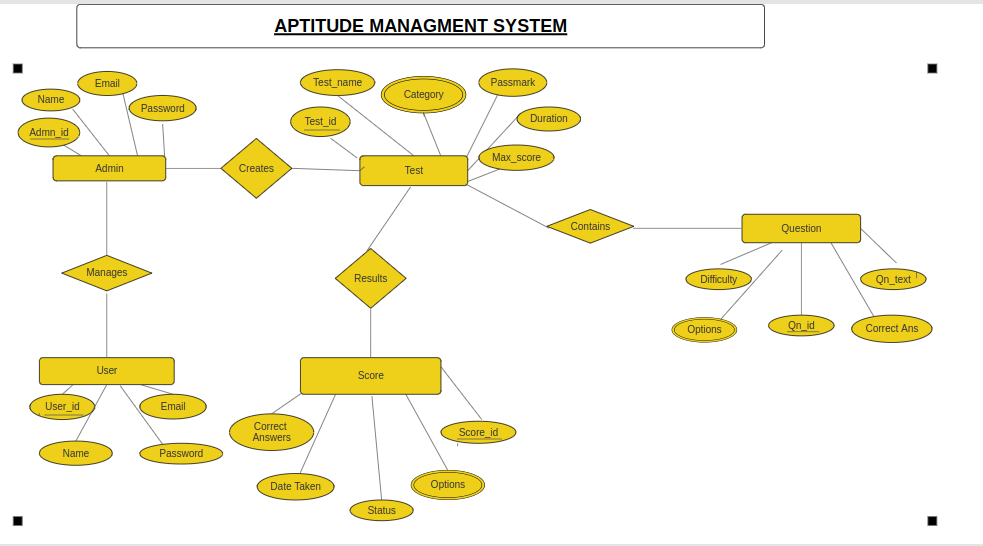 APTITUDE MANAGMENT SYSTEM
Email
Name
Password
Admn_id
Admin
Creates
Test_name
Category
Passmark
Test_id
Duration
Max_score
Test
Contains
Question
Difficulty
Qn_text
Options
Qn_id
Correct Ans
Manages
Results
User
User_id
Email
Name
Password
Score
Correct
Answers
Score_id
Date Taken
Options
Status